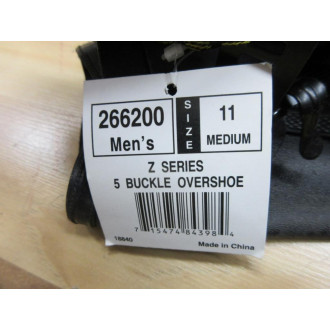 266200
Men's
SIZE
11
MEDIUM
Z SERIES
5 BUCKLE OVERSHOE
7 15474 84398 4
18640
Made in China